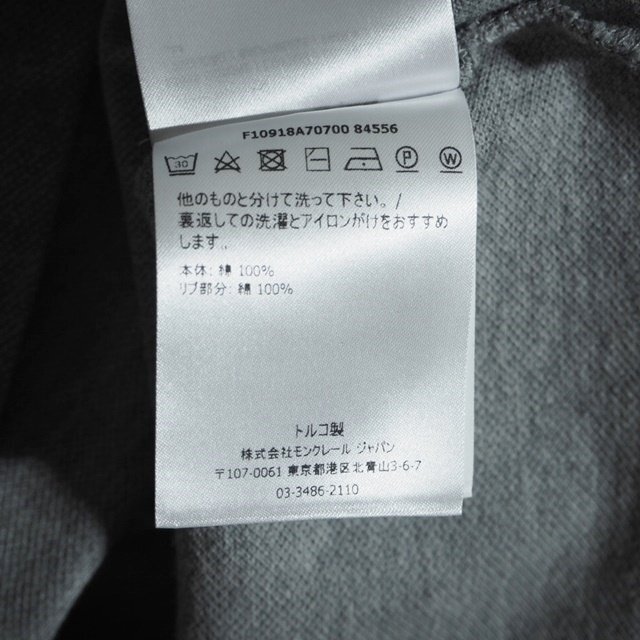 F10918A70700 84556
30
P
W
他のものと分けて洗って下さい。/
裏返しての洗濯とアイロンがけをおすすめ
します。
本体: 綿 100%
リブ部分: 綿 100%
トルコ製
株式会社モンクレール ジャパン
〒107-0061 東京都港区北青山3-6-7
03-3486-2110